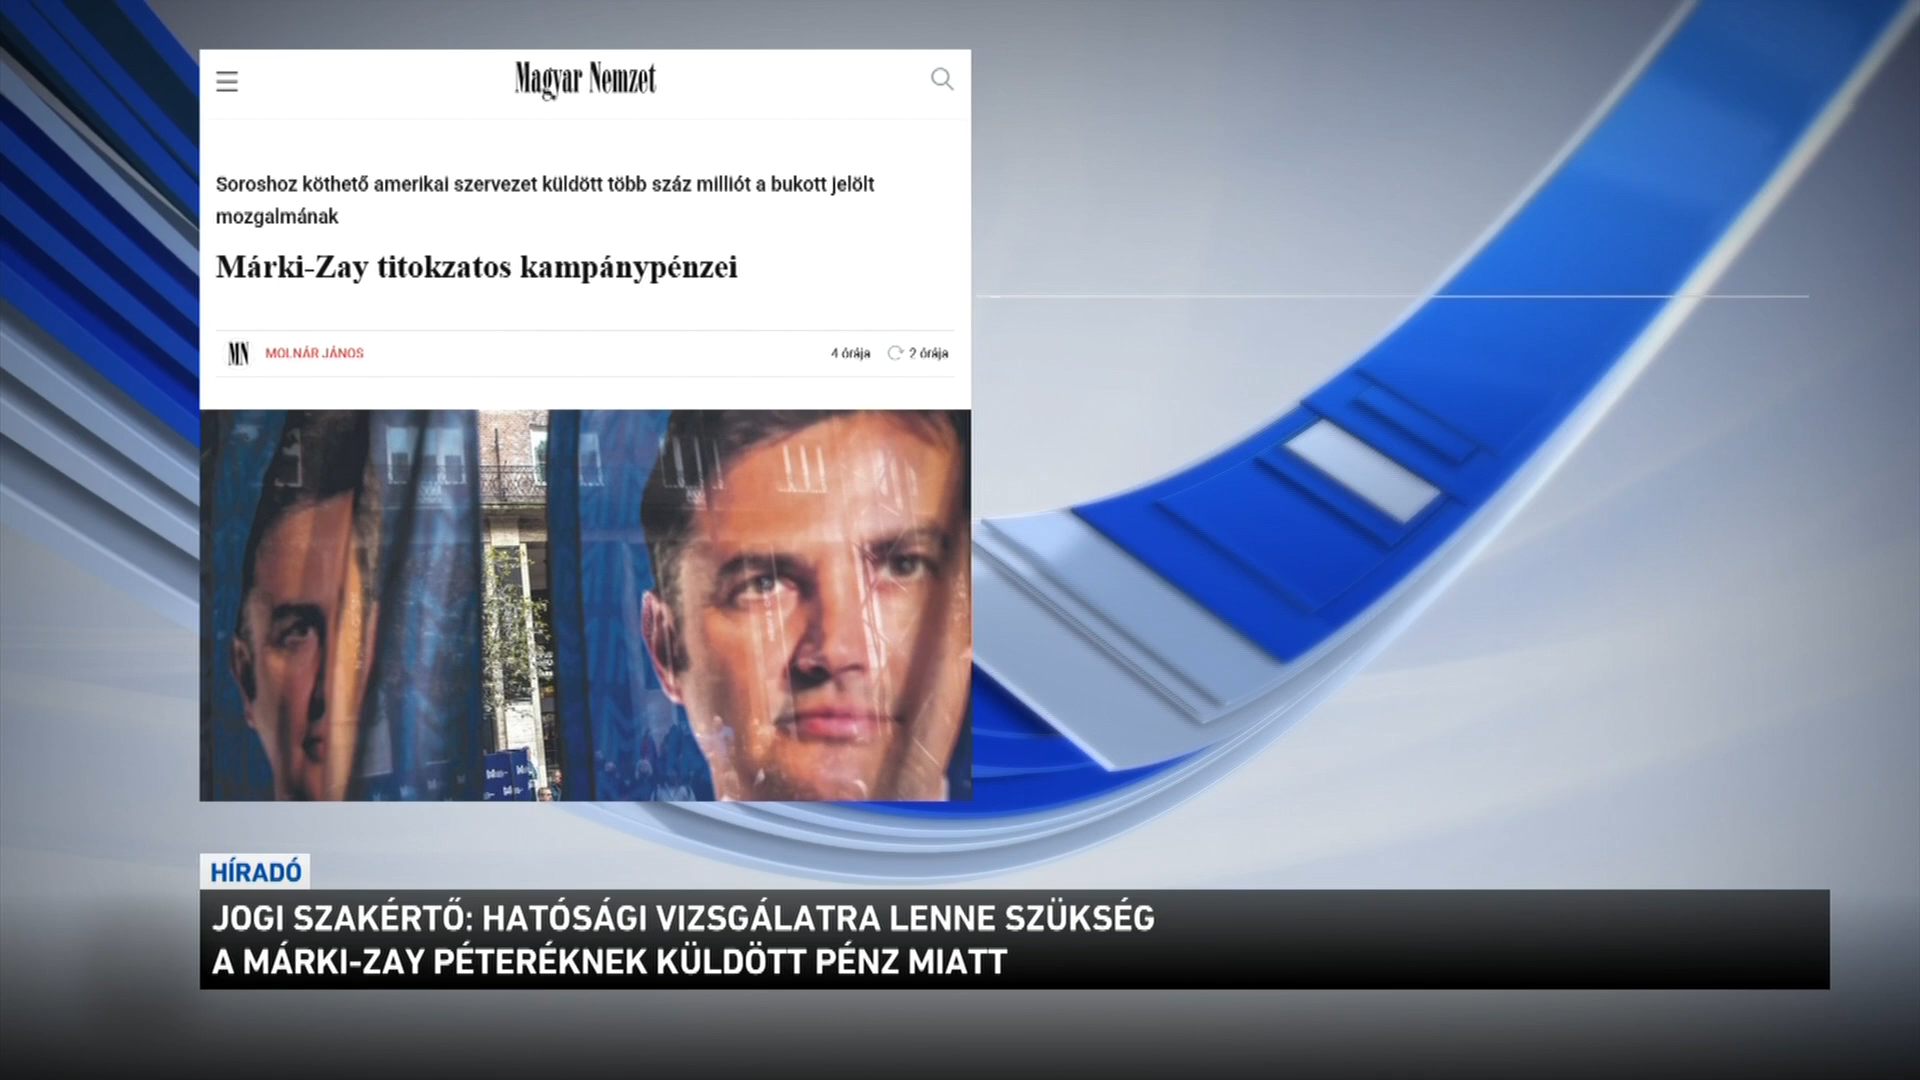 Magyar Nemzet
Soroshoz köthető amerikai szervezet küldött több száz milliót a bukott jelölt
mozgalmának
Márki-Zay titokzatos kampánypénzei
MN MOLNÁR JÁNOS 4 órája 2 órája
HÍRADÓ
JOGI SZAKÉRTŐ: HATÓSÁGI VIZSGÁLATRA LENNE SZÜKSÉG
A MÁRKI-ZAY PÉTERÉKNEK KÜLDÖTT PÉNZ MIATT